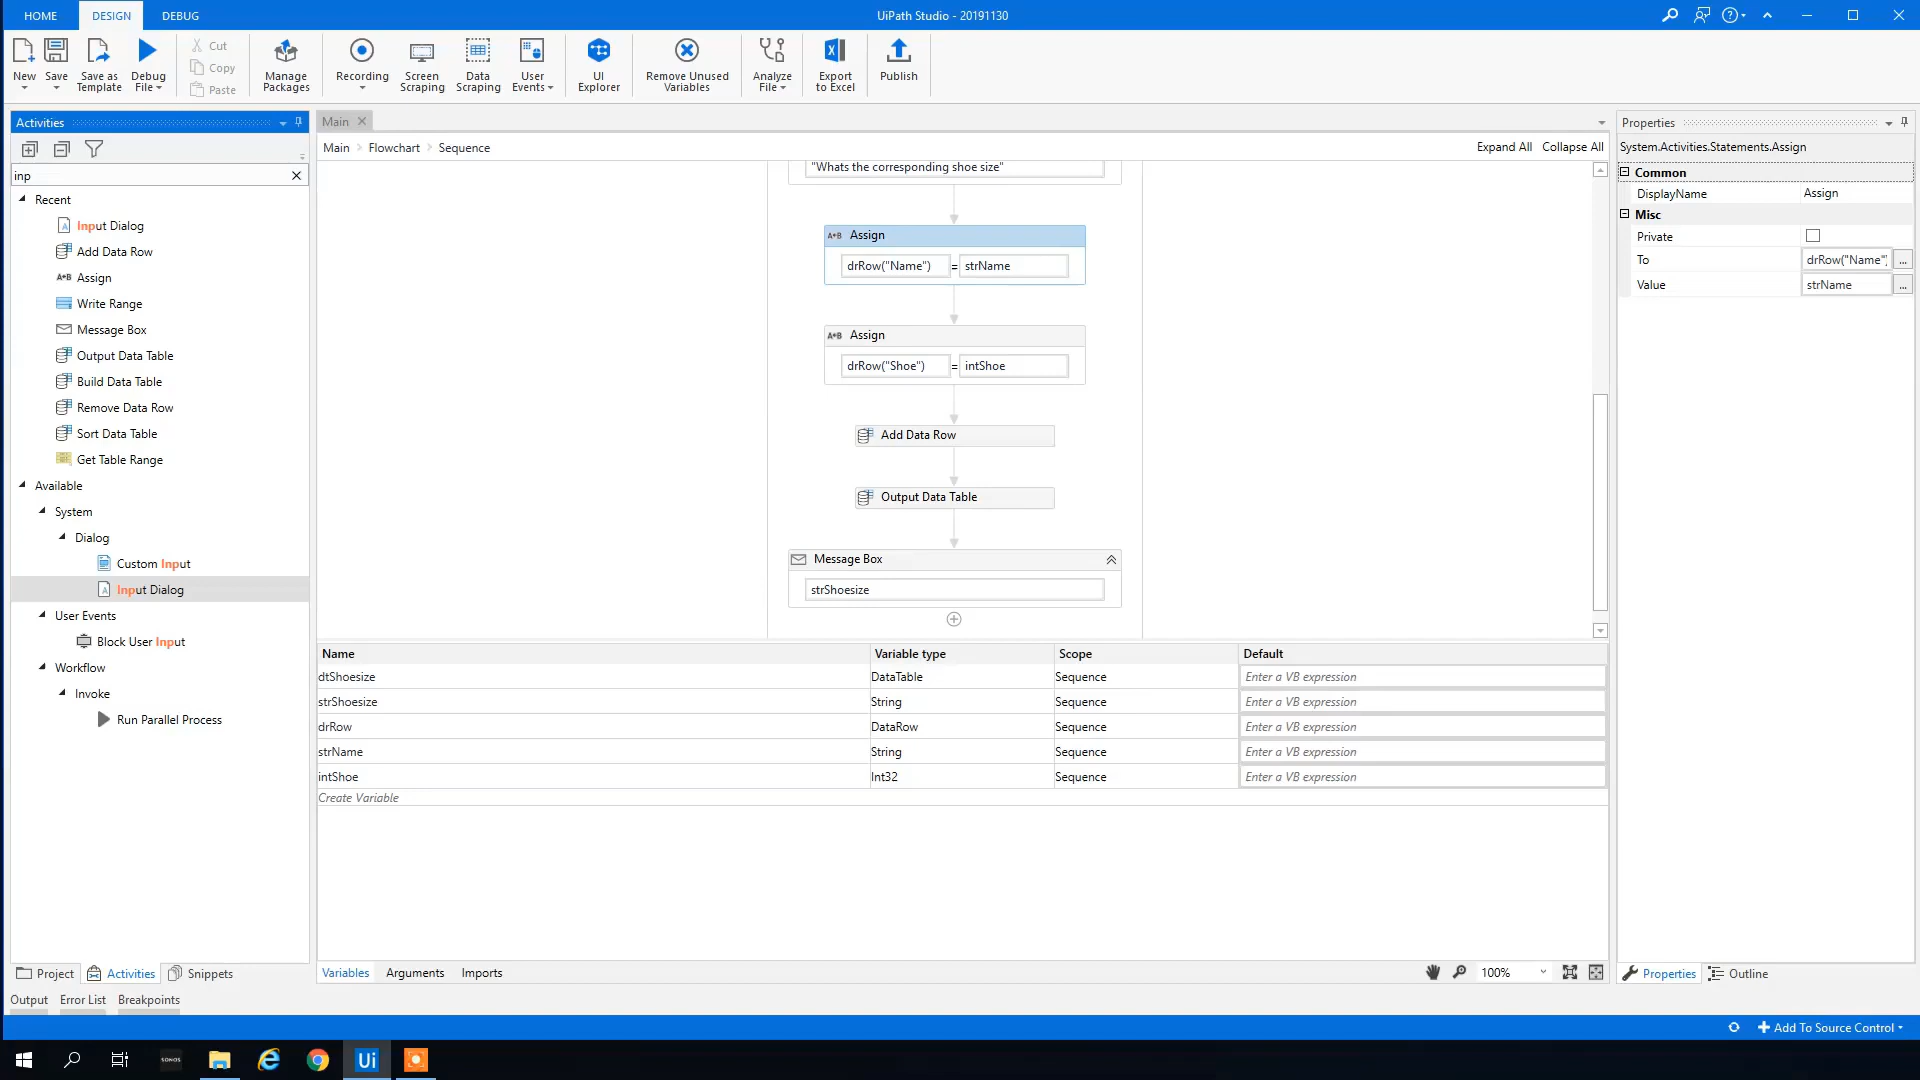 HOME DESIGN DEBUG UiPath Studio - 20191130
New Save Save as Template Debug File Cut Copy Paste Manage Packages Recording Screen Scraping Data Scraping User Events UI Explorer Remove Unused Variables Analyze File Export to Excel Publish
Activities
inp
Recent
Input Dialog
Add Data Row
A+B Assign
Write Range
Message Box
Output Data Table
Build Data Table
Remove Data Row
Sort Data Table
Get Table Range
Available
System
Dialog
Custom Input
Input Dialog
User Events
Block User Input
Workflow
Invoke
Run Parallel Process
Project Activities Snippets
Main
Main Flowchart Sequence Expand All Collapse All
"Whats the corresponding shoe size"
A+B Assign
drRow("Name") = strName
A+B Assign
drRow("Shoe") = intShoe
Add Data Row
Output Data Table
Message Box
strShoesize
Name Variable type Scope Default
dtShoesize DataTable Sequence Enter a VB expression
strShoesize String Sequence Enter a VB expression
drRow DataRow Sequence Enter a VB expression
strName String Sequence Enter a VB expression
intShoe Int32 Sequence Enter a VB expression
Create Variable
Variables Arguments Imports 100%
Properties
System.Activities.Statements.Assign
Common
DisplayName Assign
Misc
Private
To drRow("Name") ...
Value strName ...
Properties Outline
Output Error List Breakpoints
Add To Source Control
SONOS Ui